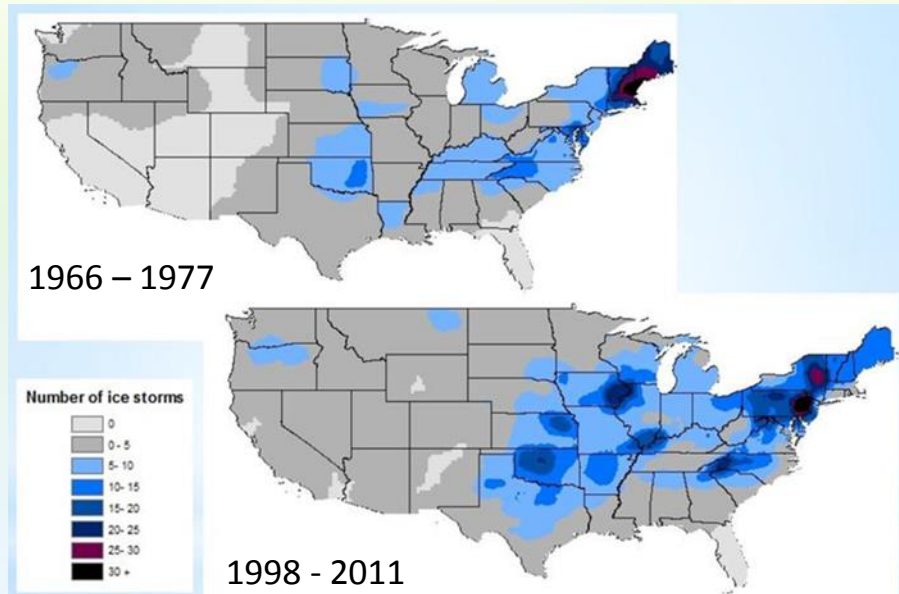 1966 – 1977
Number of ice storms
0
0 - 5
5- 10
10- 15
15- 20
20- 25
25- 30
30 +
1998 - 2011